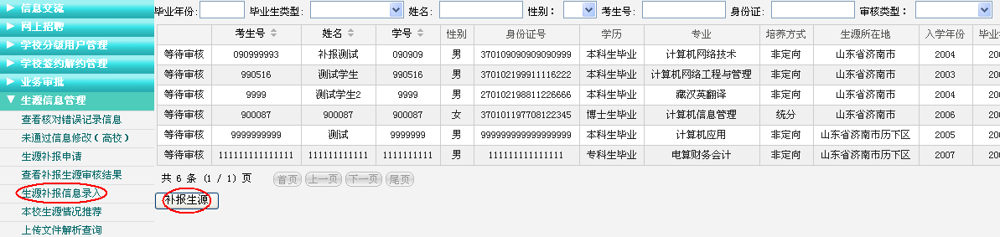 信息交流
网上招聘
学校分级用户管理
学校签约解约管理
业务审批
生源信息管理
查看核对错误记录信息
未通过信息修改(高校)
生源补报申请
查看补报生源审核结果
生源补报信息录入
本校生源情况推荐
上传文件解析查询
毕业年份: 毕业生类型: 姓名: 性别: 考生号: 身份证: 审核类型:
考生号 姓名 学号 性别 身份证号 学历 专业 培养方式 生源所在地 入学年份 毕业
等待审核 090999993 补报测试 090909 男 370109090909090999 本科生毕业 计算机网络技术 非定向 山东省济南市 2004 200
等待审核 990516 测试学生 990516 男 370102199911116222 本科生毕业 计算机网络工程与管理 非定向 山东省济南市 2003 200
等待审核 9999 测试学生2 9999 男 270102198811226666 本科生毕业 藏汉英翻译 非定向 山东省济南市 2004 200
等待审核 900087 900087 900087 女 370101197708122345 博士生毕业 计算机信息管理 统分 山东省济南市 2006 200
等待审核 9999999999 测试 9999999 男 999999999999999999 本科生毕业 计算机应用 非定向 山东省济南市历下区 2005 200
等待审核 111111111111111 11111111111 1111111111 男 111111111111111 专科生毕业 电算财务会计 非定向 山东省济南市历下区 2007 200
共 6 条 (1 / 1) 页 首页 上一页 下一页 尾页
补报生源